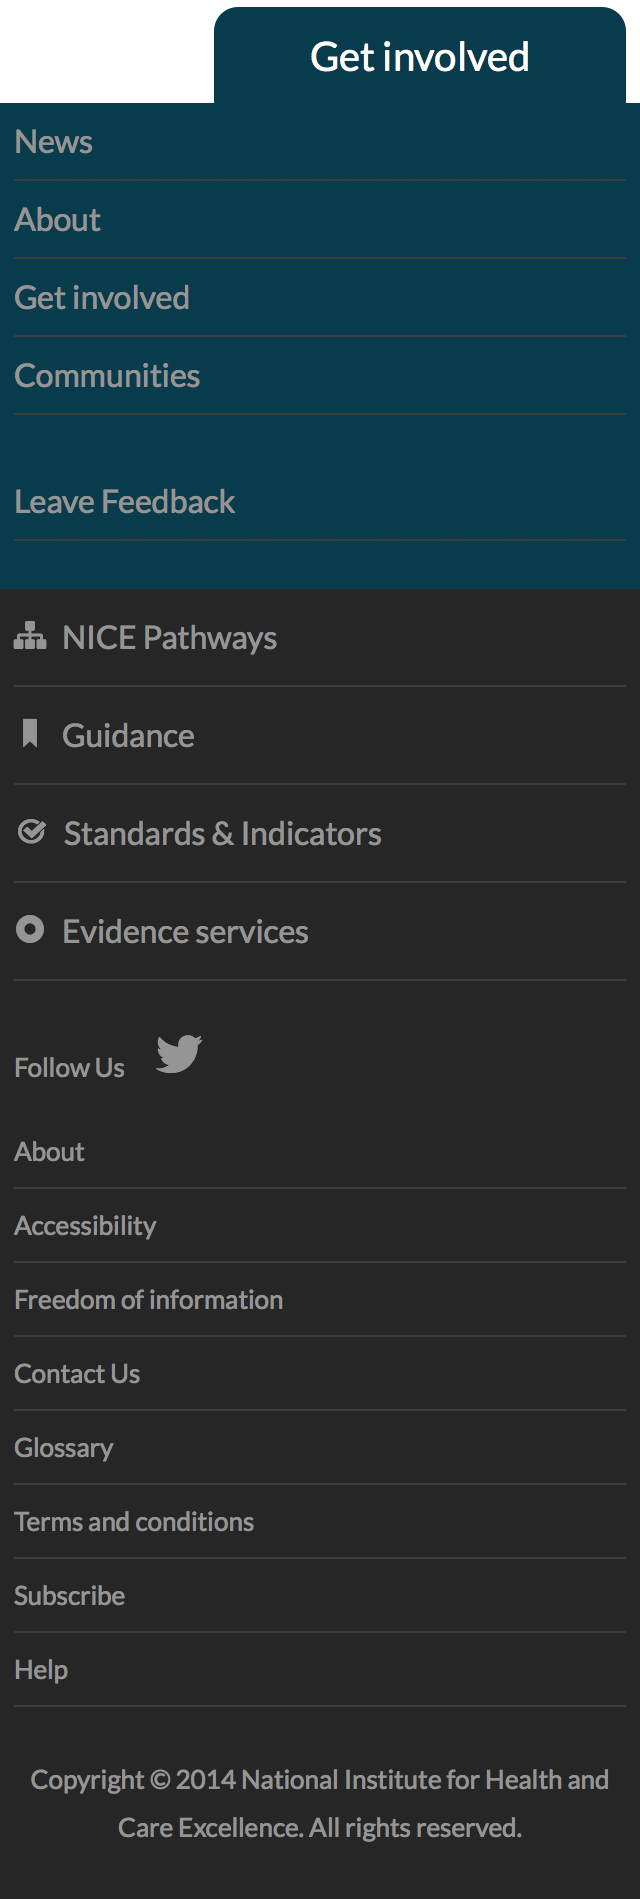 Get involved
News
About
Get involved
Communities
Leave Feedback
NICE Pathways
Guidance
Standards & Indicators
Evidence services
Follow Us
About
Accessibility
Freedom of information
Contact Us
Glossary
Terms and conditions
Subscribe
Help
Copyright © 2014 National Institute for Health and
Care Excellence. All rights reserved.